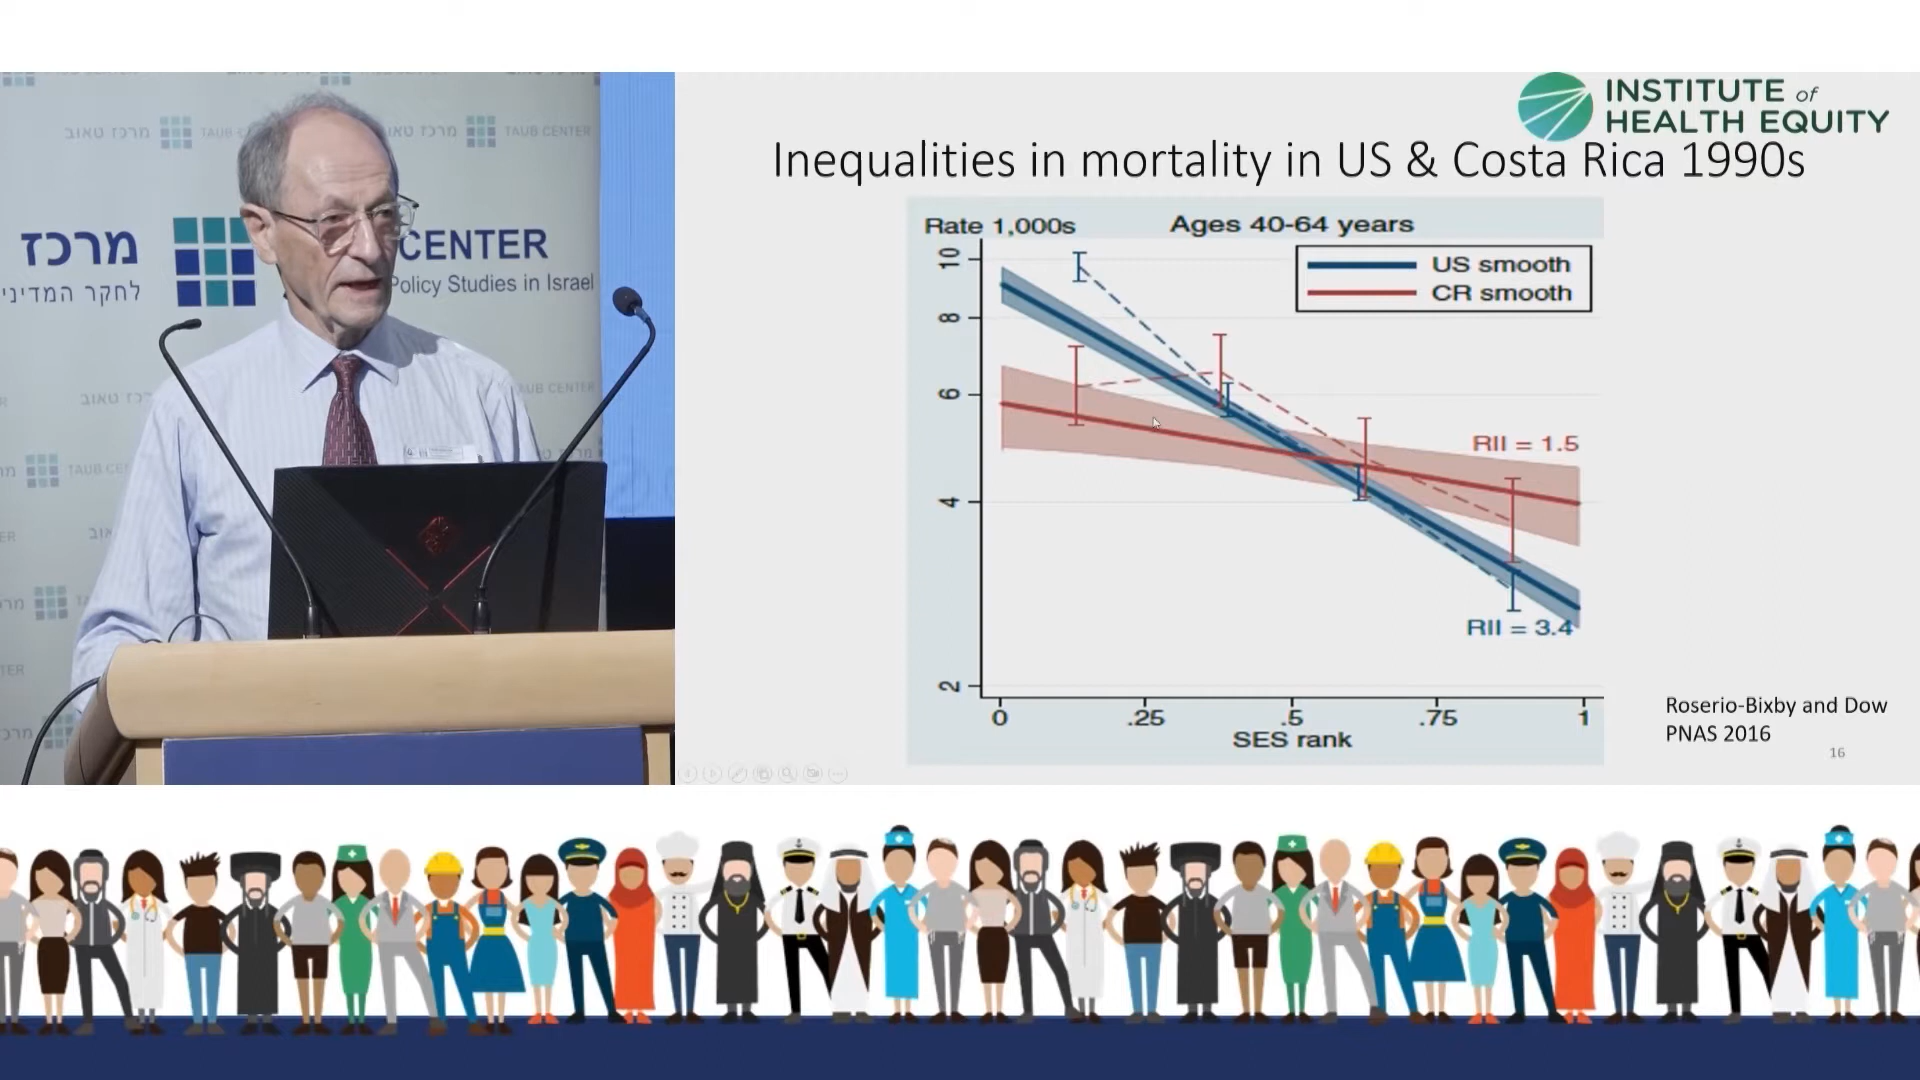 מרכז טאוב
TAUB CENTER
מרכז
CENTER
לחקר המדיני
Policy Studies in Israel
TAUB CENTER
INSTITUTE of
HEALTH EQUITY
Inequalities in mortality in US & Costa Rica 1990s
Rate 1,000s
Ages 40-64 years
US smooth
CR smooth
10
8
6
4
2
RII = 1.5
RII = 3.4
0 .25 .5 .75 1
SES rank
Roserio-Bixby and Dow
PNAS 2016
16